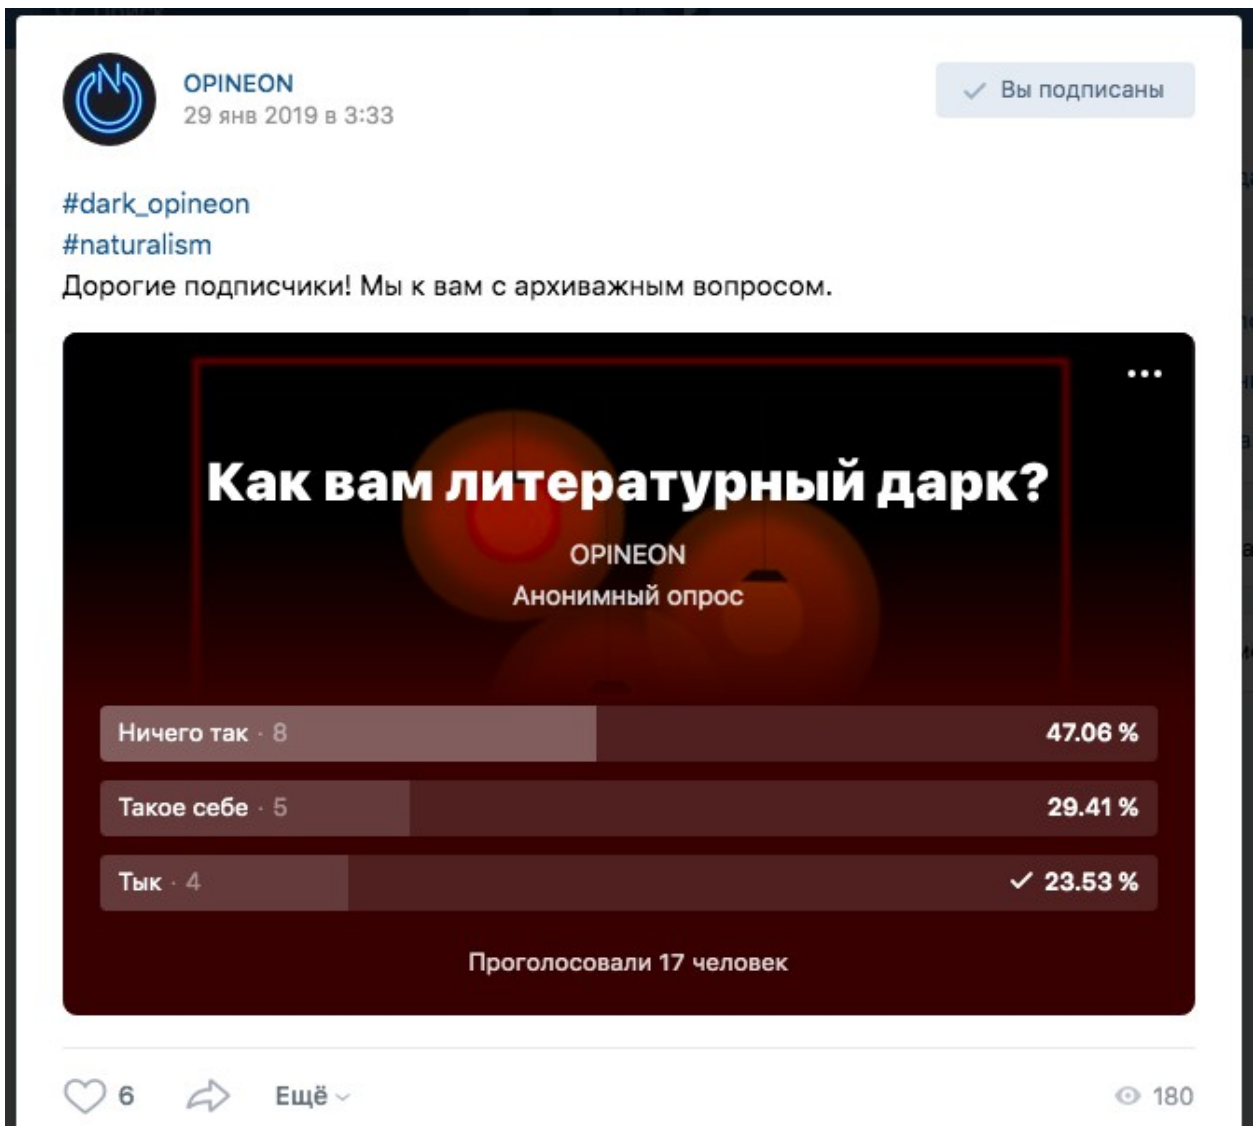 OPINEON
29 янв 2019 в 3:33
Вы подписаны
#dark_opineon
#naturalism
Дорогие подписчики! Мы к вам с архиважным вопросом.
Как вам литературный дарк?
OPINEON
Анонимный опрос
Ничего так · 8 47.06 %
Такое себе · 5 29.41 %
Тык · 4 23.53 %
Проголосовали 17 человек
6 Ещё 180